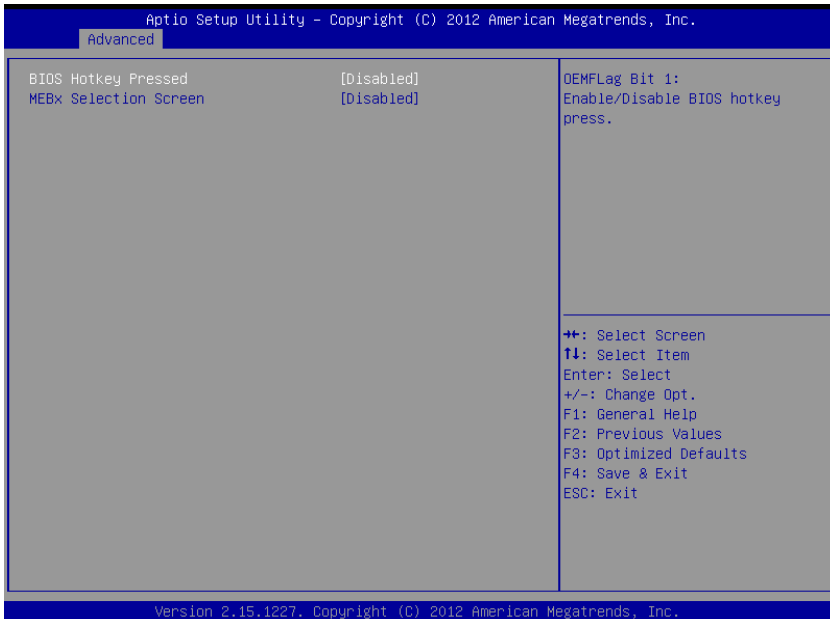 Aptio Setup Utility – Copyright (C) 2012 American Megatrends, Inc.
Advanced
BIOS Hotkey Pressed [Disabled]
MEBx Selection Screen [Disabled]
OEMFLag Bit 1:
Enable/Disable BIOS hotkey
press.
→←: Select Screen
↑↓: Select Item
Enter: Select
+/-: Change Opt.
F1: General Help
F2: Previous Values
F3: Optimized Defaults
F4: Save & Exit
ESC: Exit
Version 2.15.1227. Copyright (C) 2012 American Megatrends, Inc.